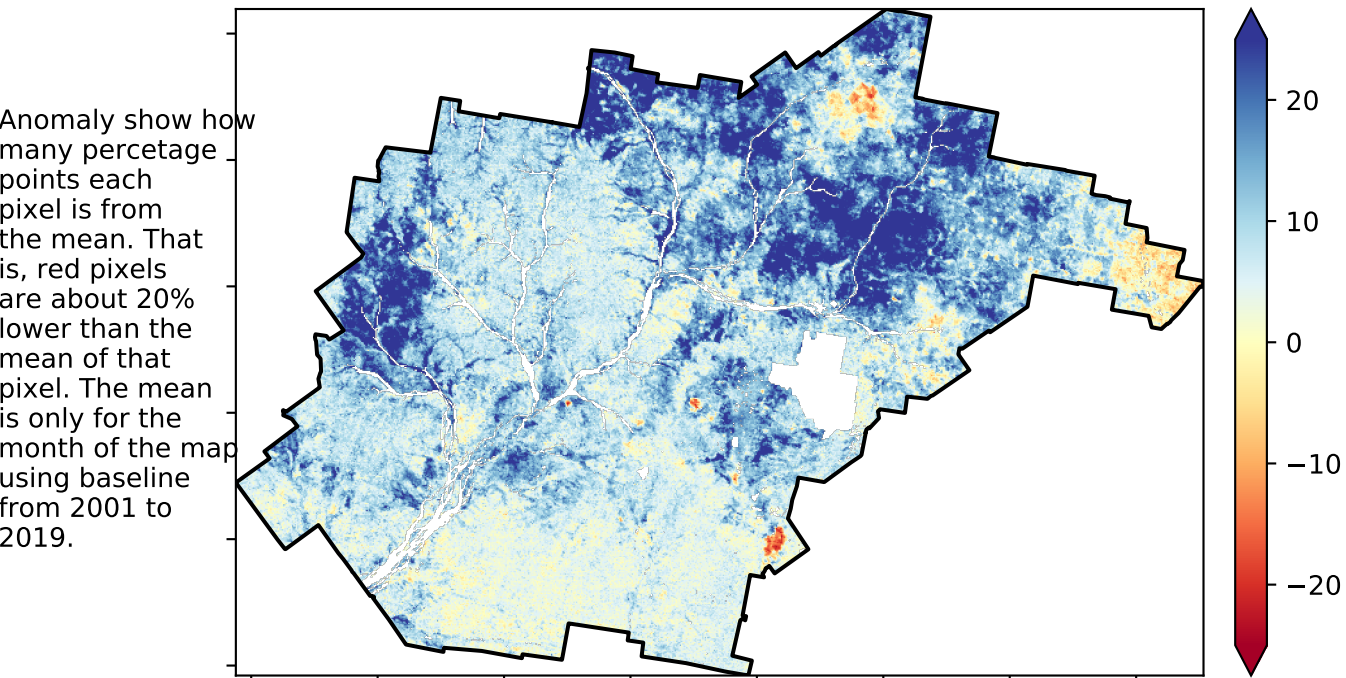 Anomaly show how
many percetage
points each
pixel is from
the mean. That
is, red pixels
are about 20%
lower than the
mean of that
pixel. The mean
is only for the
month of the map
using baseline
from 2001 to
2019.
20
10
0
−10
−20